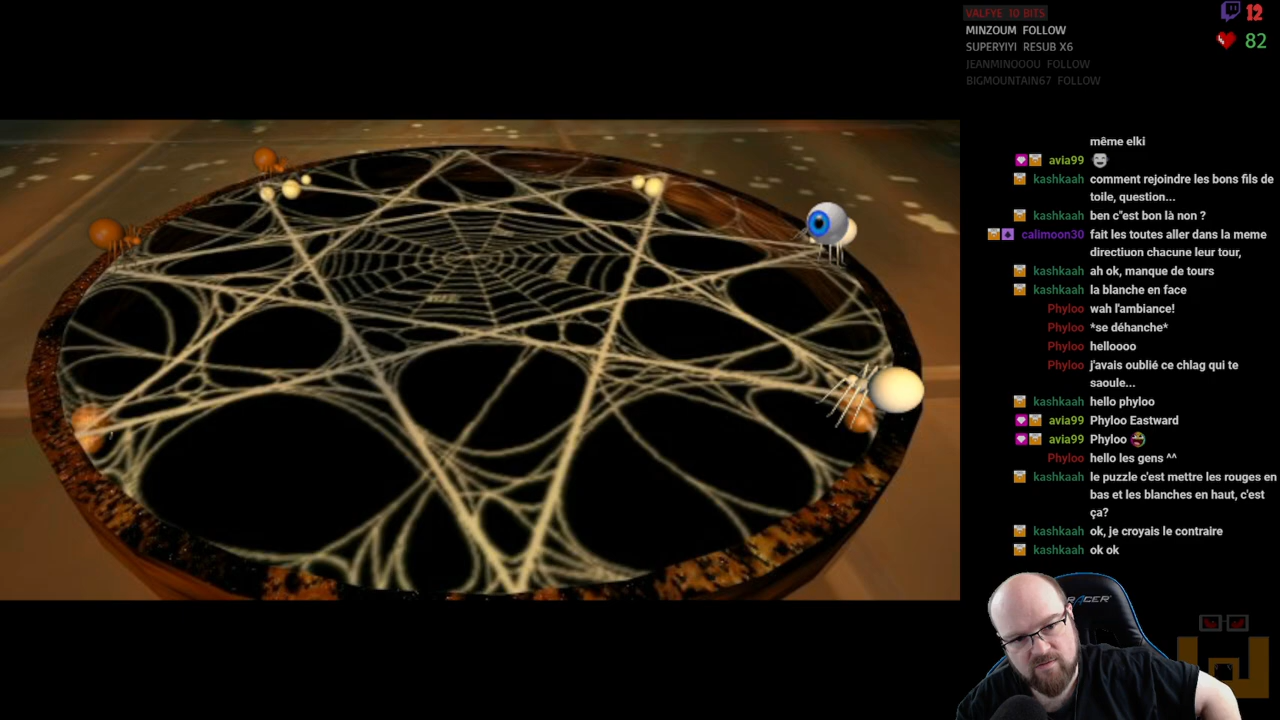 VALFYE 10 BITS
MINZOUM FOLLOW
SUPERYIYI RESUB X6
JEANMINOOOU FOLLOW
BIGMOUNTAIN67 FOLLOW
12
82
même elki
avia99
kashkaah comment rejoindre les bons fils de
toile, question...
kashkaah ben c"est bon là non ?
calimoon30 fait les toutes aller dans la meme
directiuon chacune leur tour,
kashkaah ah ok, manque de tours
kashkaah la blanche en face
Phyloo wah l'ambiance!
Phyloo *se déhanche*
Phyloo helloooo
Phyloo j'avais oublié ce chlag qui te
saoule...
kashkaah hello phyloo
avia99 Phyloo Eastward
avia99 Phyloo
Phyloo hello les gens ^^
kashkaah le puzzle c'est mettre les rouges en
bas et les blanches en haut, c'est
ça?
kashkaah ok, je croyais le contraire
kashkaah ok ok
RACER